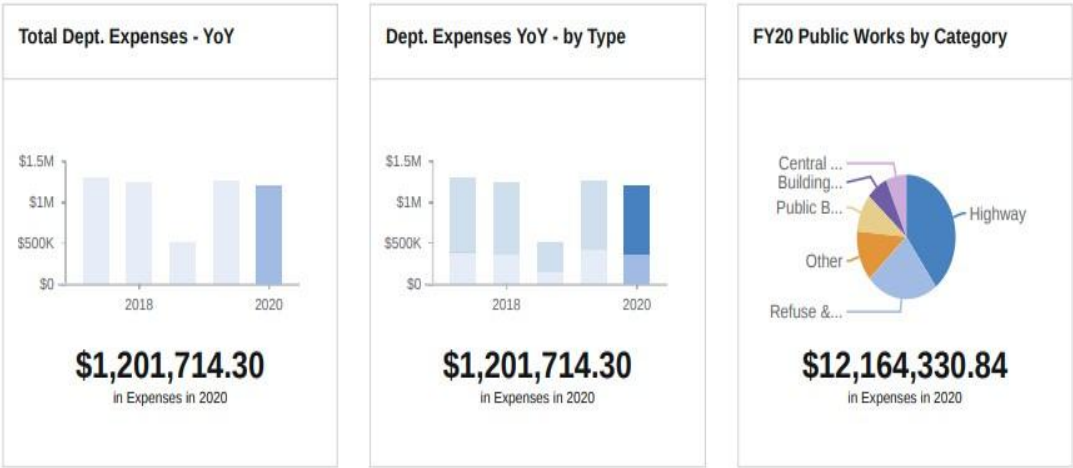 Total Dept. Expenses - YoY
$1.5M
$1M
$500K
$0
2018
2020
$1,201,714.30
in Expenses in 2020
Dept. Expenses YoY - by Type
$1.5M
$1M
$500K
$0
2018
2020
$1,201,714.30
in Expenses in 2020
FY20 Public Works by Category
Central ...
Building...
Public B...
Highway
Other
Refuse &...
$12,164,330.84
in Expenses in 2020